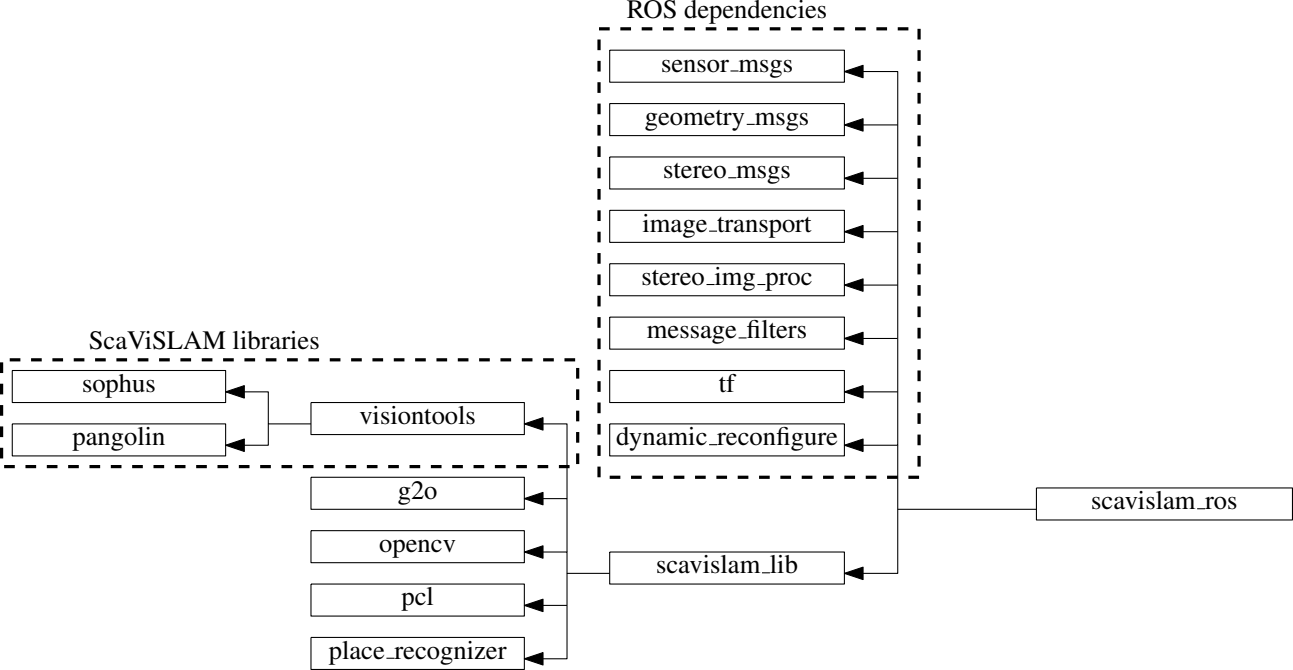 ROS dependencies
sensor_msgs
geometry_msgs
stereo_msgs
image_transport
stereo_img_proc
message_filters
tf
dynamic_reconfigure
ScaViSLAM libraries
sophus
pangolin
visiontools
g2o
opencv
pcl
place_recognizer
scavislam_lib
scavislam_ros